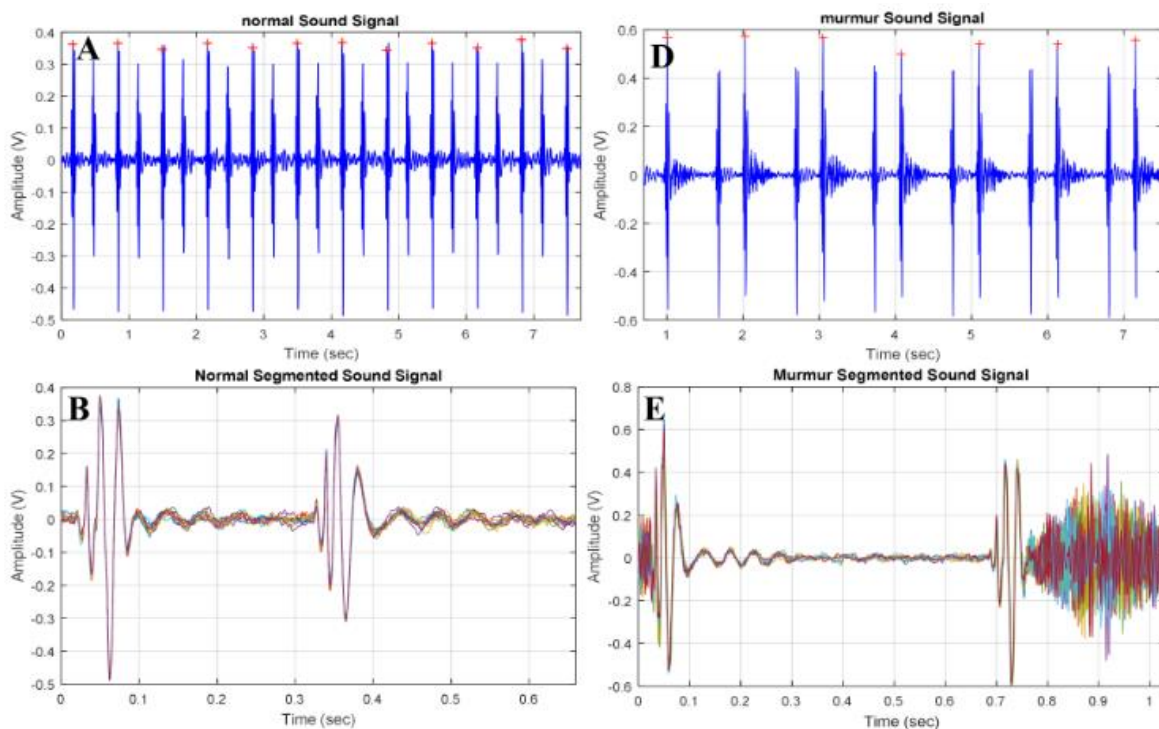 normal Sound Signal
A
0.4
0.3
0.2
0.1
0
-0.1
-0.2
-0.3
-0.4
-0.5
Amplitude (V)
0 1 2 3 4 5 6 7
Time (sec)
murmur Sound Signal
D
0.6
0.4
0.2
0
-0.2
-0.4
-0.6
Amplitude (V)
1 2 3 4 5 6 7
Time (sec)
Normal Segmented Sound Signal
B
0.4
0.3
0.2
0.1
0
-0.1
-0.2
-0.3
-0.4
-0.5
Amplitude (V)
0 0.1 0.2 0.3 0.4 0.5 0.6
Time (sec)
Murmur Segmented Sound Signal
E
0.8
0.6
0.4
0.2
0
-0.2
-0.4
-0.6
Amplitude (V)
0 0.1 0.2 0.3 0.4 0.5 0.6 0.7 0.8 0.9 1
Time (sec)